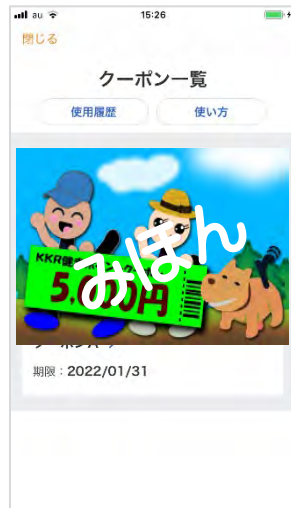 au 15:26
閉じる
クーポン一覧
使用履歴 使い方
みほん
5,000円
期限：2022/01/31